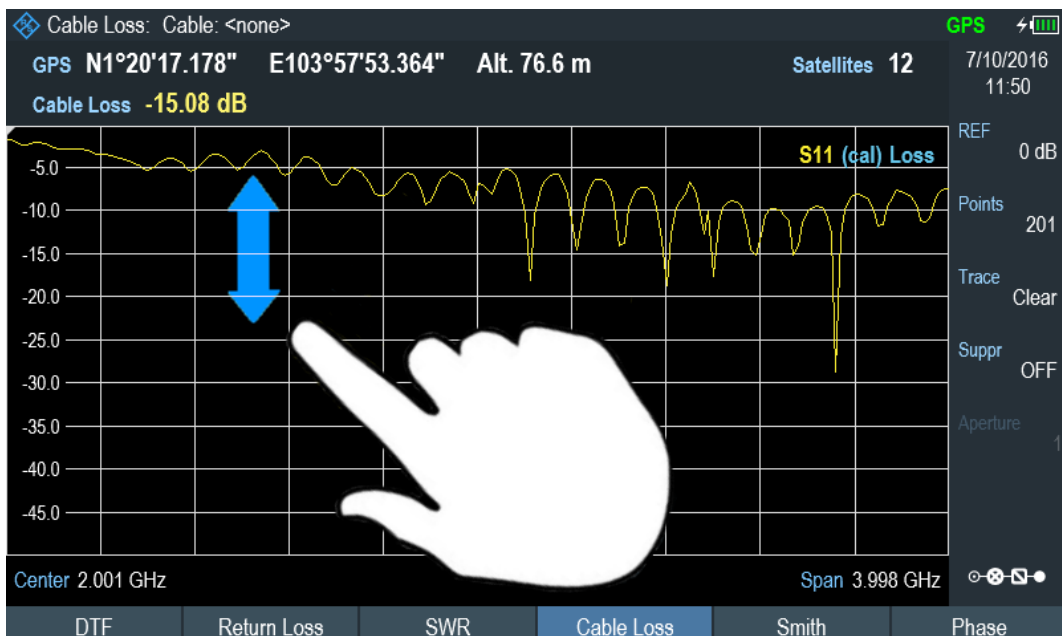 Cable Loss: Cable: <none>
GPS
GPS N1°20'17.178" E103°57'53.364" Alt. 76.6 m Satellites 12
7/10/2016
11:50
Cable Loss -15.08 dB
REF
0 dB
S11 (cal) Loss
-5.0
-10.0
-15.0
-20.0
-25.0
-30.0
-35.0
-40.0
-45.0
Points
201
Trace
Clear
Suppr
OFF
Aperture
1
Center 2.001 GHz Span 3.998 GHz
DTF Return Loss SWR Cable Loss Smith Phase